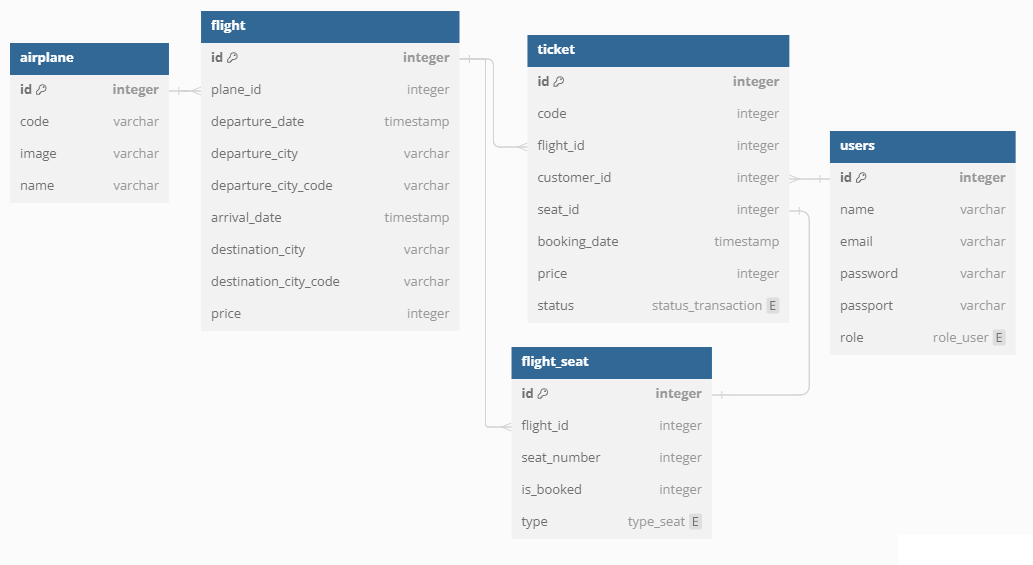 airplane
id integer
code varchar
image varchar
name varchar
flight
id integer
plane_id integer
departure_date timestamp
departure_city varchar
departure_city_code varchar
arrival_date timestamp
destination_city varchar
destination_city_code varchar
price integer
ticket
id integer
code integer
flight_id integer
customer_id integer
seat_id integer
booking_date timestamp
price integer
status status_transaction E
users
id integer
name varchar
email varchar
password varchar
passport varchar
role role_user E
flight_seat
id integer
flight_id integer
seat_number integer
is_booked integer
type type_seat E